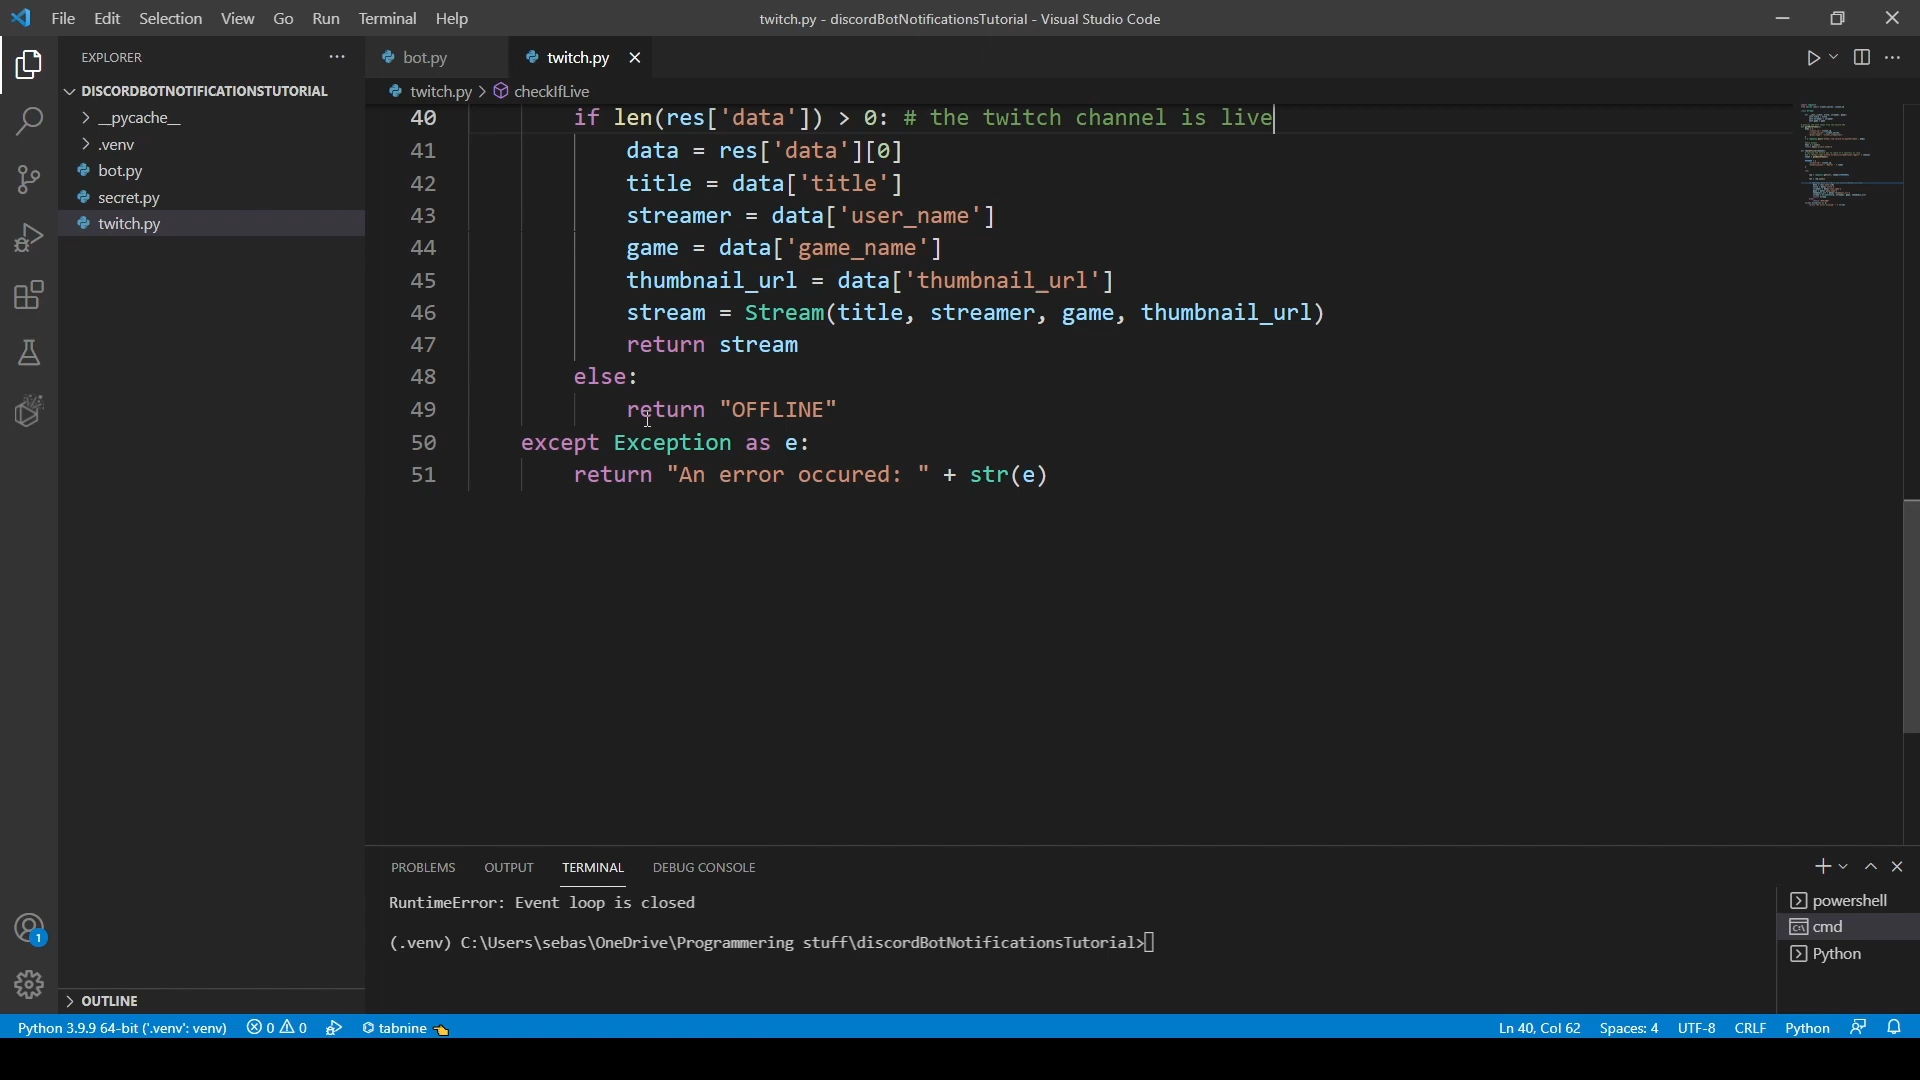 File Edit Selection View Go Run Terminal Help
twitch.py - discordBotNotificationsTutorial - Visual Studio Code
EXPLORER
DISCORDBOTNOTIFICATIONSTUTORIAL
__pycache__
.venv
bot.py
secret.py
twitch.py
OUTLINE
bot.py twitch.py
twitch.py > checkIfLive
40 if len(res['data']) > 0: # the twitch channel is live
41 data = res['data'][0]
42 title = data['title']
43 streamer = data['user_name']
44 game = data['game_name']
45 thumbnail_url = data['thumbnail_url']
46 stream = Stream(title, streamer, game, thumbnail_url)
47 return stream
48 else:
49 return "OFFLINE"
50 except Exception as e:
51 return "An error occured: " + str(e)
PROBLEMS OUTPUT TERMINAL DEBUG CONSOLE
RuntimeError: Event loop is closed
(.venv) C:\Users\sebas\OneDrive\Programmering stuff\discordBotNotificationsTutorial>
powershell
cmd
Python
1
Python 3.9.9 64-bit ('.venv': venv) 0 0 tabnine Ln 40, Col 62 Spaces: 4 UTF-8 CRLF Python